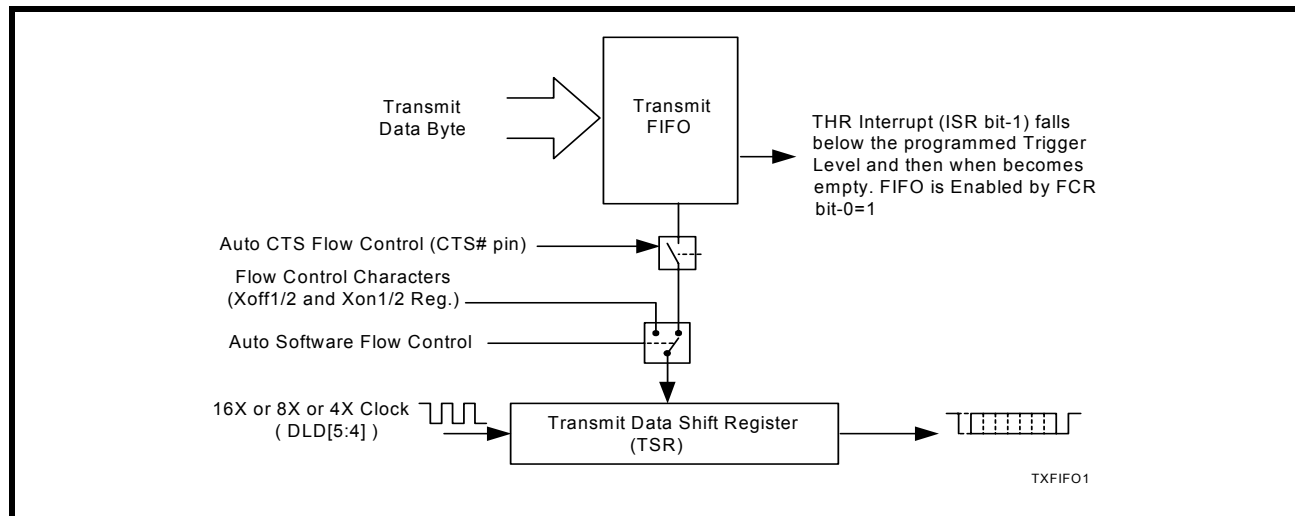 Transmit
Data Byte
Transmit
FIFO
THR Interrupt (ISR bit-1) falls
below the programmed Trigger
Level and then when becomes
empty. FIFO is Enabled by FCR
bit-0=1
Auto CTS Flow Control (CTS# pin)
Flow Control Characters
(Xoff1/2 and Xon1/2 Reg.)
Auto Software Flow Control
16X or 8X or 4X Clock
( DLD[5:4] )
Transmit Data Shift Register
(TSR)
TXFIFO1